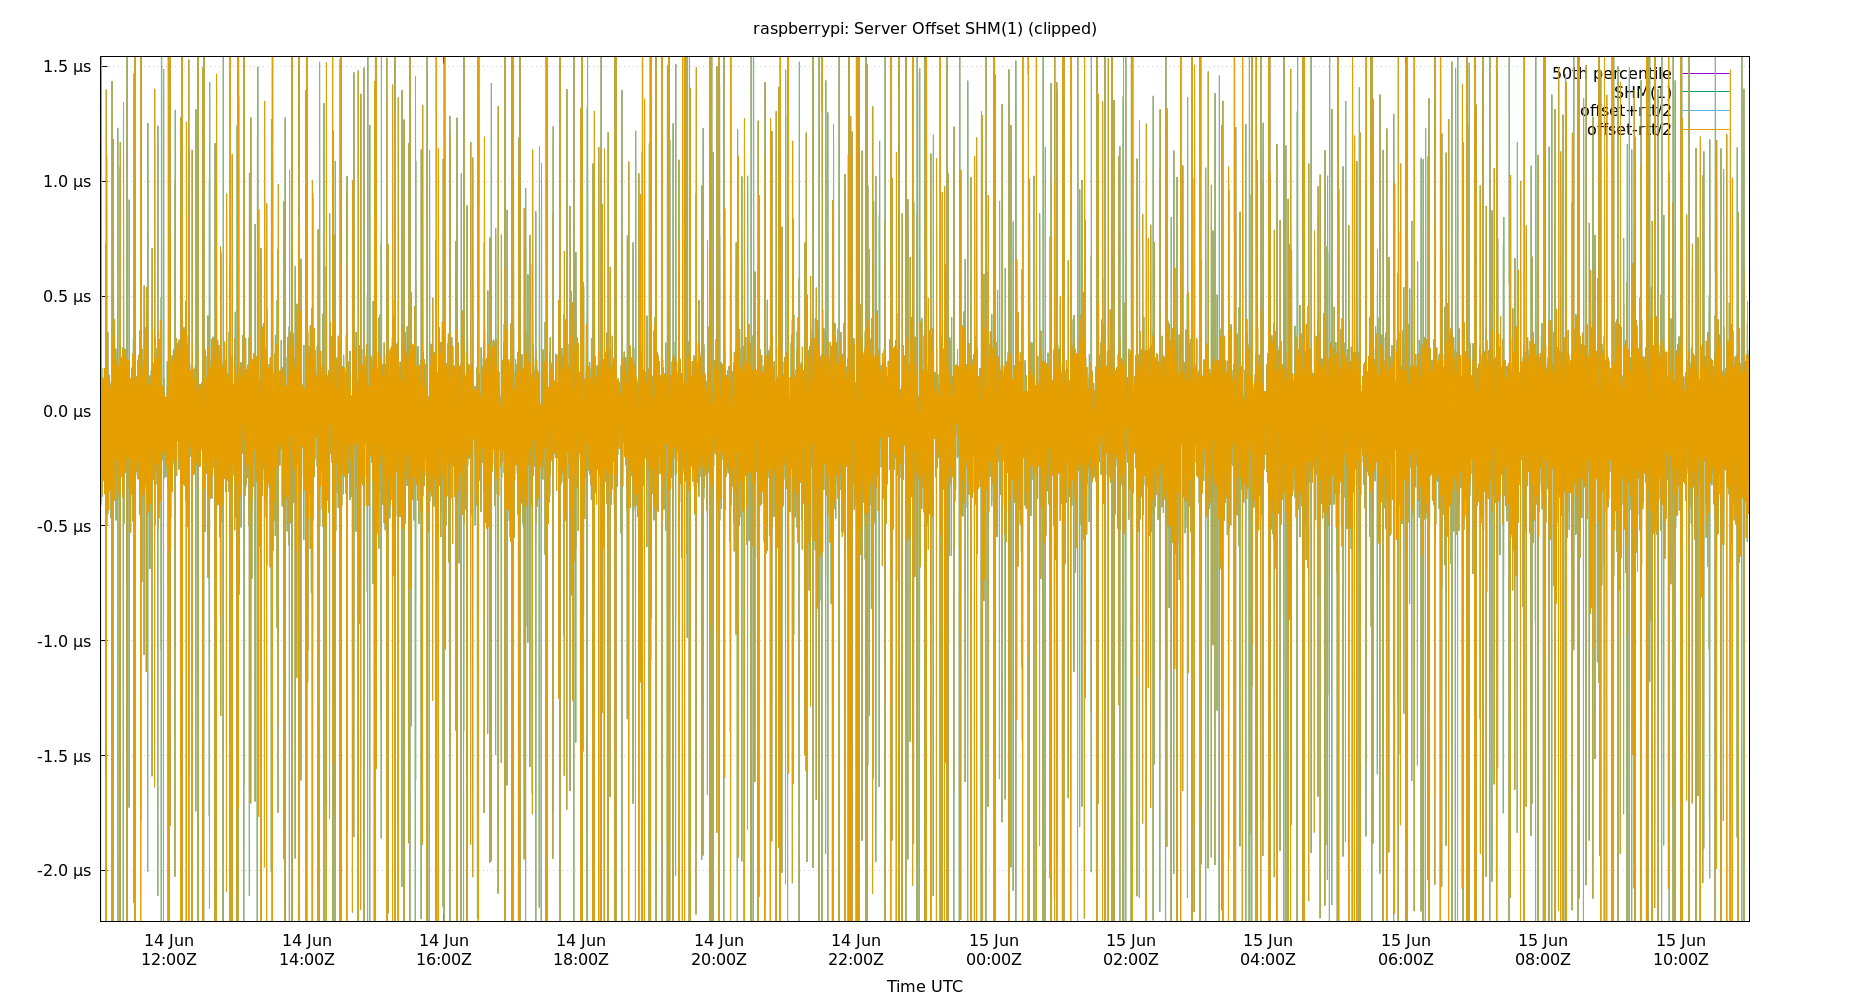 raspberrypi: Server Offset SHM(1) (clipped)
50th percentile
SHM(1)
offset+rtt/2
offset-rtt/2
1.5 µs
1.0 µs
0.5 µs
0.0 µs
-0.5 µs
-1.0 µs
-1.5 µs
-2.0 µs
14 Jun 14 Jun 14 Jun 14 Jun 14 Jun 14 Jun 15 Jun 15 Jun 15 Jun 15 Jun 15 Jun 15 Jun
12:00Z 14:00Z 16:00Z 18:00Z 20:00Z 22:00Z 00:00Z 02:00Z 04:00Z 06:00Z 08:00Z 10:00Z
Time UTC